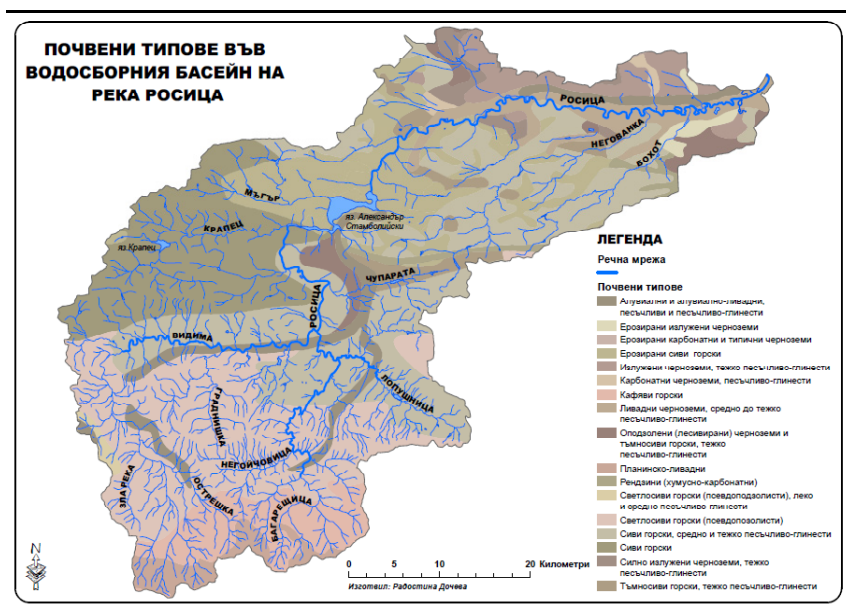 ПОЧВЕНИ ТИПОВЕ ВЪВ
ВОДОСБОРНИЯ БАСЕЙН НА
РЕКА РОСИЦА
РОСИЦА
НЕГОВАНКА
БОХОТ
МЪГЪР
яз. Александър
Стамболийски
КРАПЕЦ
яз.Крапец
ЧУПАРАТА
РОСИЦА
ВИДИМА
ЛОПУШНИЦА
ГРАДНИШКА
НЕГОЙЧОВИЦА
ЗЛА РЕКА
ОСТРЕШКА
БАГАРЕЩИЦА
ЛЕГЕНДА
Речна мрежа
Почвени типове
Алувиални и алувиално-ливадни,
песъчливи и песъчливо-глинести
Ерозирани излужени черноземи
Ерозирани карбонатни и типични черноземи
Ерозирани сиви горски
Излужени черноземи, тежко песъчливо-глинести
Карбонатни черноземи, песъчливо-глинести
Кафяви горски
Ливадни черноземи, средно до тежко
песъчливо-глинести
Оподзолени (лесивирани) черноземи и
тъмносиви горски, тежко
песъчливо-глинести
Планинско-ливадни
Рендзини (хумусно-карбонатни)
Светлосиви горски (псевдоподзолисти), леко
и средно песъчливо-глинести
Светлосиви горски (псевдопозолисти)
Сиви горски, средно и тежко песъчливо-глинести
Сиви горски
Силно излужени черноземи, тежко
песъчливо-глинести
Тъмносиви горски, тежко песъчливо-глинести
N
0 5 10 20 Километри
Изготвил: Радостина Дочева